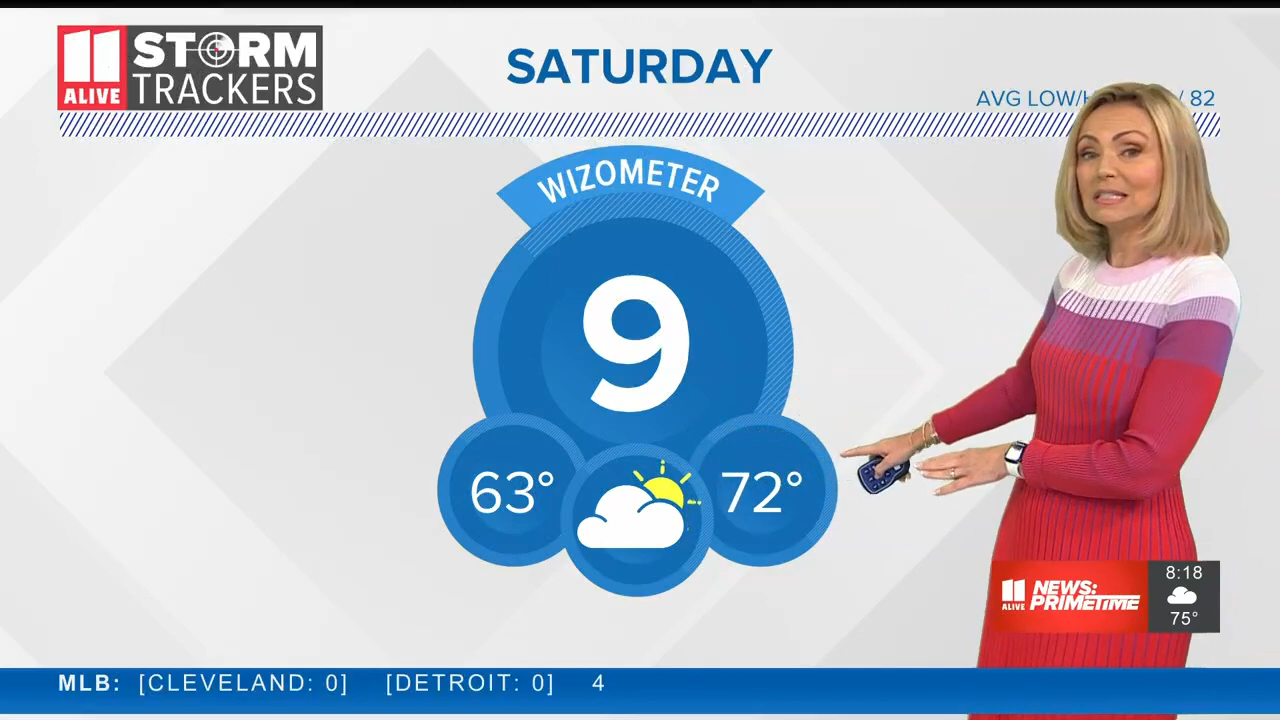 11 ALIVE STORM TRACKERS
SATURDAY
AVG LOW/ / 82
WIZOMETER
9
63°
72°
11 ALIVE NEWS: PRIMETIME
8:18
75°
MLB: [CLEVELAND: 0] [DETROIT: 0] 4